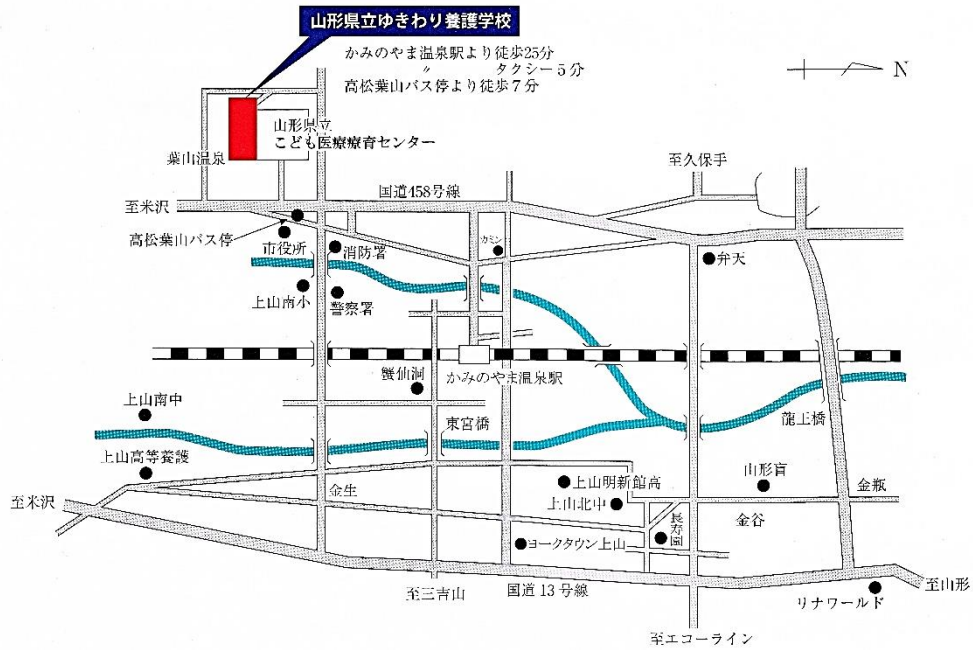 山形県立ゆきわり養護学校
かみのやま温泉駅より徒歩25分
〃 タクシー5分
高松葉山バス停より徒歩7分
N
山形県立
こども医療療育センター
葉山温泉
至久保手
国道458号線
至米沢
高松葉山バス停
市役所
消防署
カミン
弁天
上山南小
警察署
蟹仙洞
かみのやま温泉駅
上山南中
東宮橋
龍王橋
上山高等養護
金生
上山明新館高
山形盲
上山北中
金瓶
至米沢
長寿園
金谷
ヨークタウン上山
至三吉山
国道13号線
至山形
リナワールド
至エコーライン